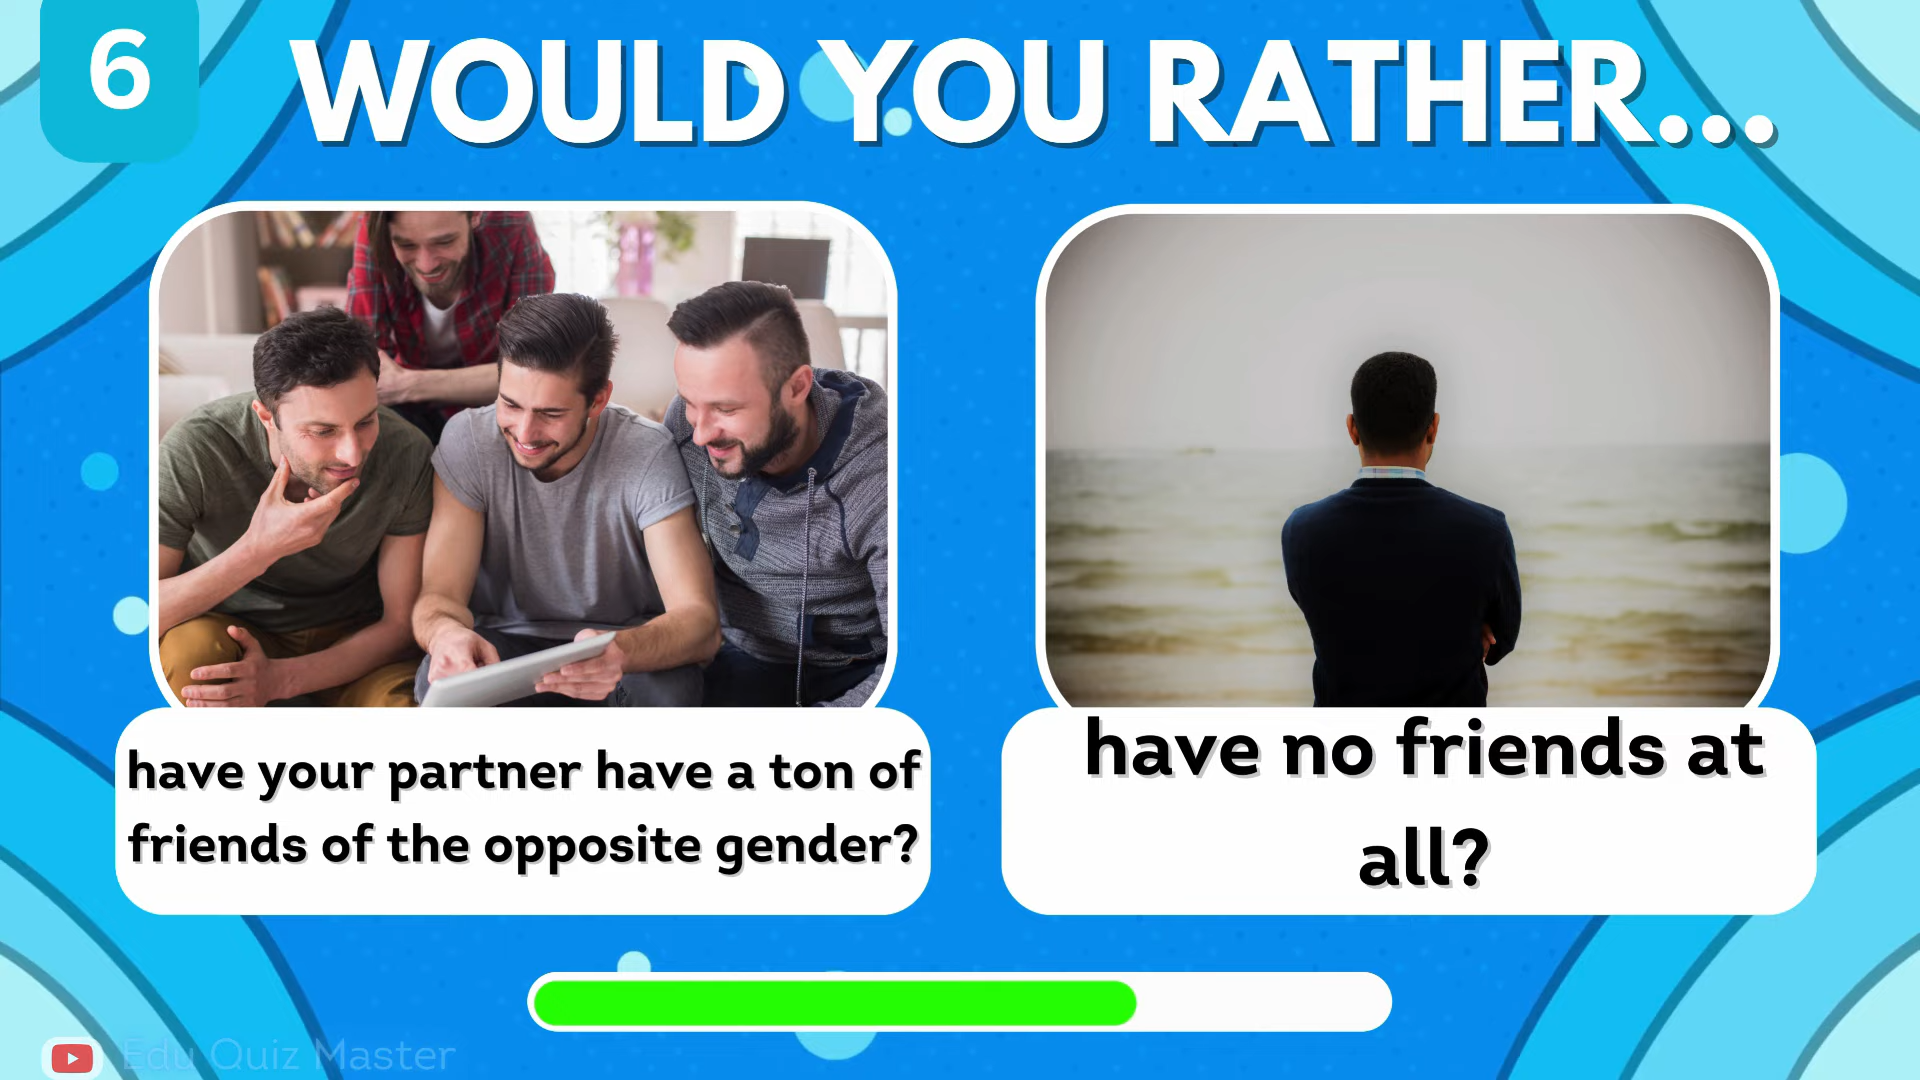 6
WOULD YOU RATHER...
have your partner have a ton of
friends of the opposite gender?
have no friends at
all?
Edu Quiz Master